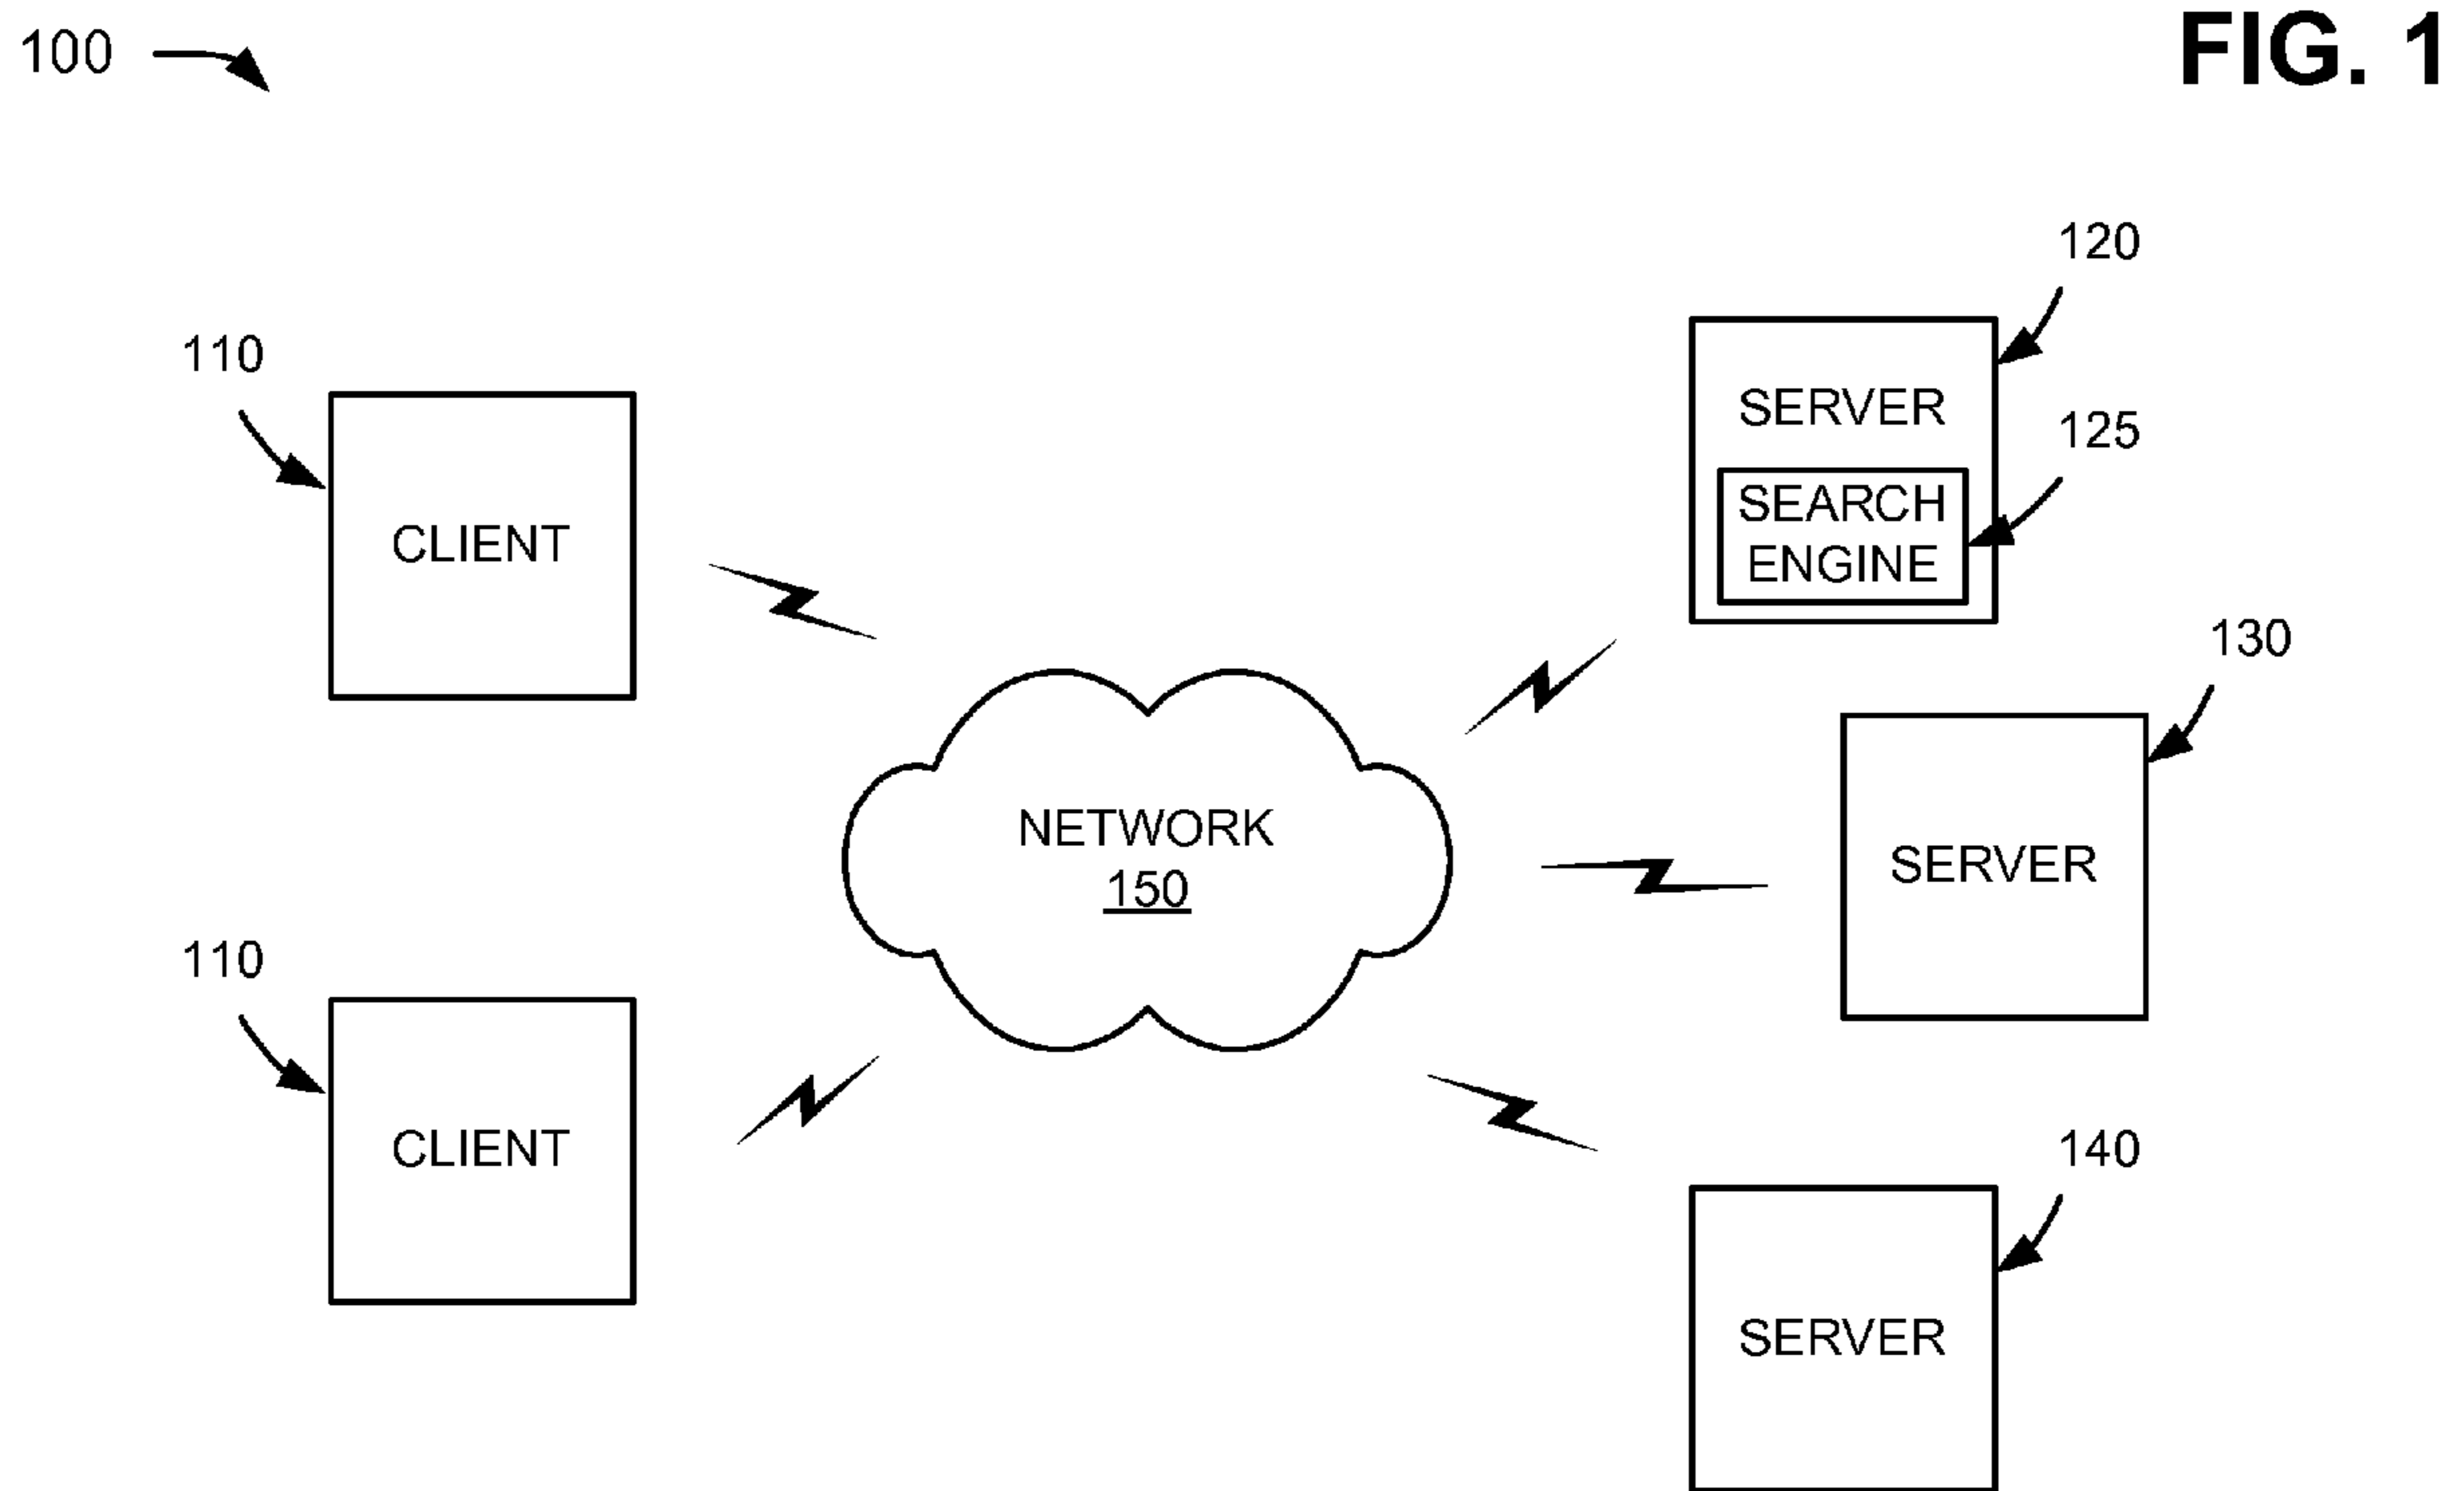 100
FIG. 1
120
110
SERVER
125
SEARCH
ENGINE
CLIENT
130
NETWORK
150
SERVER
110
CLIENT
140
SERVER